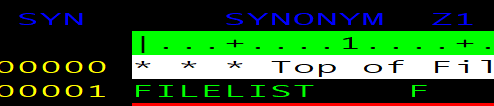 SYN SYNONYM Z1
|...+....1....+.
00000 * * * Top of Fil
00001 FILELIST F